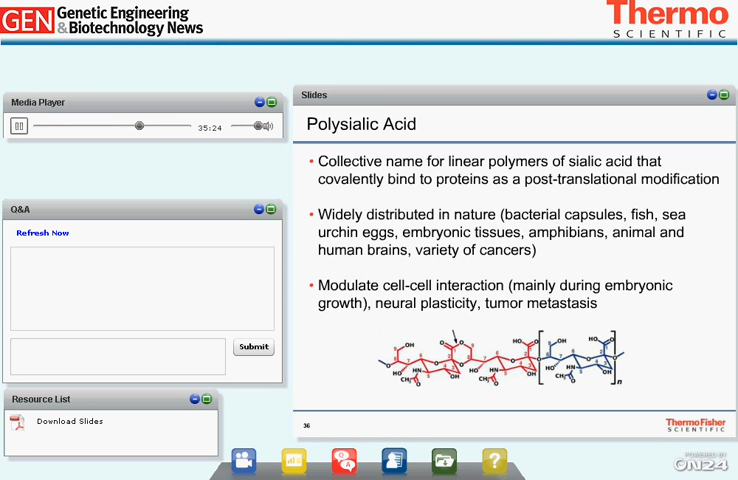 GEN Genetic Engineering
& Biotechnology News
Thermo
SCIENTIFIC
Media Player
35:24
Slides
Polysialic Acid
• Collective name for linear polymers of sialic acid that
covalently bind to proteins as a post-translational modification
• Widely distributed in nature (bacterial capsules, fish, sea
urchin eggs, embryonic tissues, amphibians, animal and
human brains, variety of cancers)
• Modulate cell-cell interaction (mainly during embryonic
growth), neural plasticity, tumor metastasis
36
ThermoFisher
SCIENTIFIC
Q&A
Refresh Now
Submit
Resource List
Download Slides
Q
A
?
POWERED BY
ON24